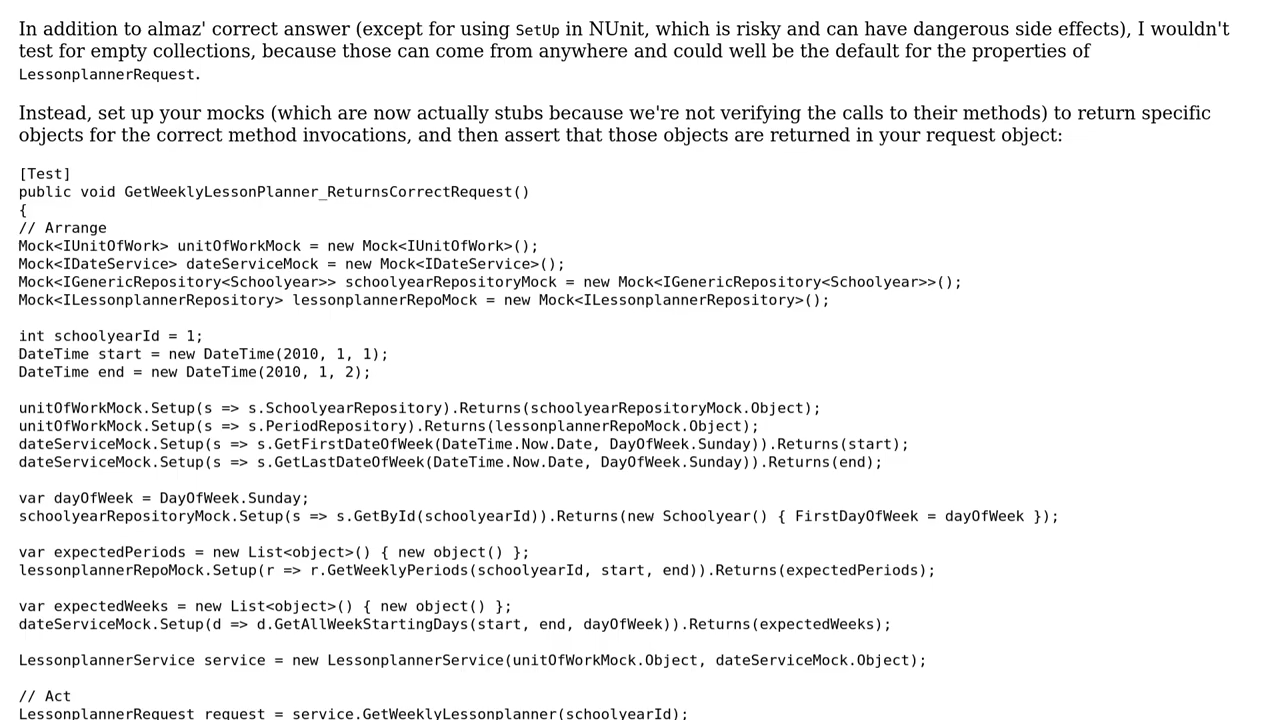 In addition to almaz' correct answer (except for using SetUp in NUnit, which is risky and can have dangerous side effects), I wouldn't
test for empty collections, because those can come from anywhere and could well be the default for the properties of
LessonplannerRequest.
Instead, set up your mocks (which are now actually stubs because we're not verifying the calls to their methods) to return specific
objects for the correct method invocations, and then assert that those objects are returned in your request object:
[Test]
public void GetWeeklyLessonPlanner_ReturnsCorrectRequest()
{
// Arrange
Mock<IUnitOfWork> unitOfWorkMock = new Mock<IUnitOfWork>();
Mock<IDateService> dateServiceMock = new Mock<IDateService>();
Mock<IGenericRepository<Schoolyear>> schoolyearRepositoryMock = new Mock<IGenericRepository<Schoolyear>>();
Mock<ILessonplannerRepository> lessonplannerRepoMock = new Mock<ILessonplannerRepository>();
int schoolyearId = 1;
DateTime start = new DateTime(2010, 1, 1);
DateTime end = new DateTime(2010, 1, 2);
unitOfWorkMock.Setup(s => s.SchoolyearRepository).Returns(schoolyearRepositoryMock.Object);
unitOfWorkMock.Setup(s => s.PeriodRepository).Returns(lessonplannerRepoMock.Object);
dateServiceMock.Setup(s => s.GetFirstDateOfWeek(DateTime.Now.Date, DayOfWeek.Sunday)).Returns(start);
dateServiceMock.Setup(s => s.GetLastDateOfWeek(DateTime.Now.Date, DayOfWeek.Sunday)).Returns(end);
var dayOfWeek = DayOfWeek.Sunday;
schoolyearRepositoryMock.Setup(s => s.GetById(schoolyearId)).Returns(new Schoolyear() { FirstDayOfWeek = dayOfWeek });
var expectedPeriods = new List<object>() { new object() };
lessonplannerRepoMock.Setup(r => r.GetWeeklyPeriods(schoolyearId, start, end)).Returns(expectedPeriods);
var expectedWeeks = new List<object>() { new object() };
dateServiceMock.Setup(d => d.GetAllWeekStartingDays(start, end, dayOfWeek)).Returns(expectedWeeks);
LessonplannerService service = new LessonplannerService(unitOfWorkMock.Object, dateServiceMock.Object);
// Act
LessonplannerRequest request = service.GetWeeklyLessonplanner(schoolyearId);